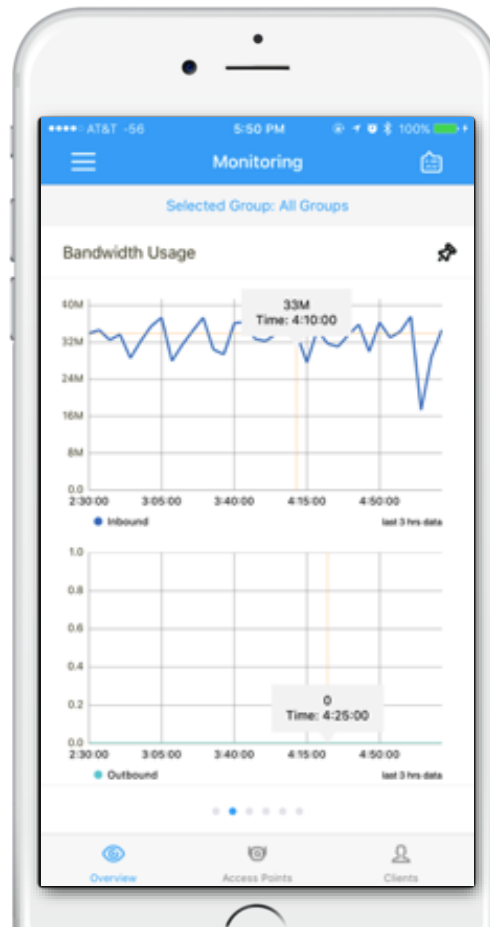 AT&T -56 5:50 PM 100%
Monitoring
Selected Group: All Groups
Bandwidth Usage
40M
33M
Time: 4:10:00
32M
24M
16M
8M
0.0
2:30:00 3:05:00 3:40:00 4:15:00 4:50:00
Inbound last 3 hrs data
1.0
0.8
0.6
0.4
0.2
0
Time: 4:25:00
0.0
2:30:00 3:05:00 3:40:00 4:15:00 4:50:00
Outbound last 3 hrs data
Overview Access Points Clients